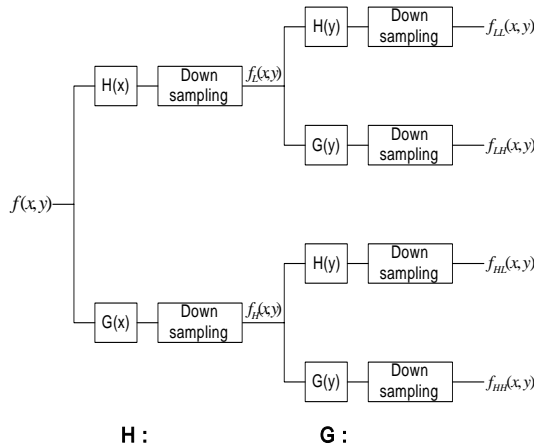 H(y)
Down
sampling
f_LL(x,y)
H(x)
Down
sampling
f_L(x,y)
G(y)
Down
sampling
f_LH(x,y)
f(x,y)
H(y)
Down
sampling
f_HL(x,y)
G(x)
Down
sampling
f_H(x,y)
G(y)
Down
sampling
f_HH(x,y)
H :
G :